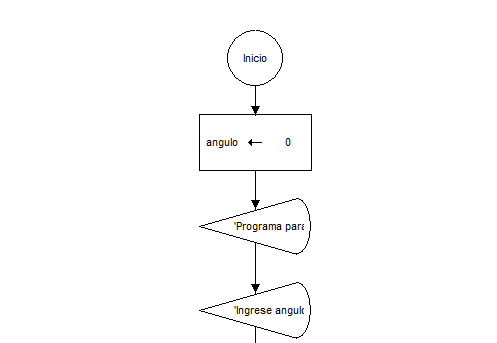 Inicio
angulo ← 0
'Programa para
'Ingrese angulo